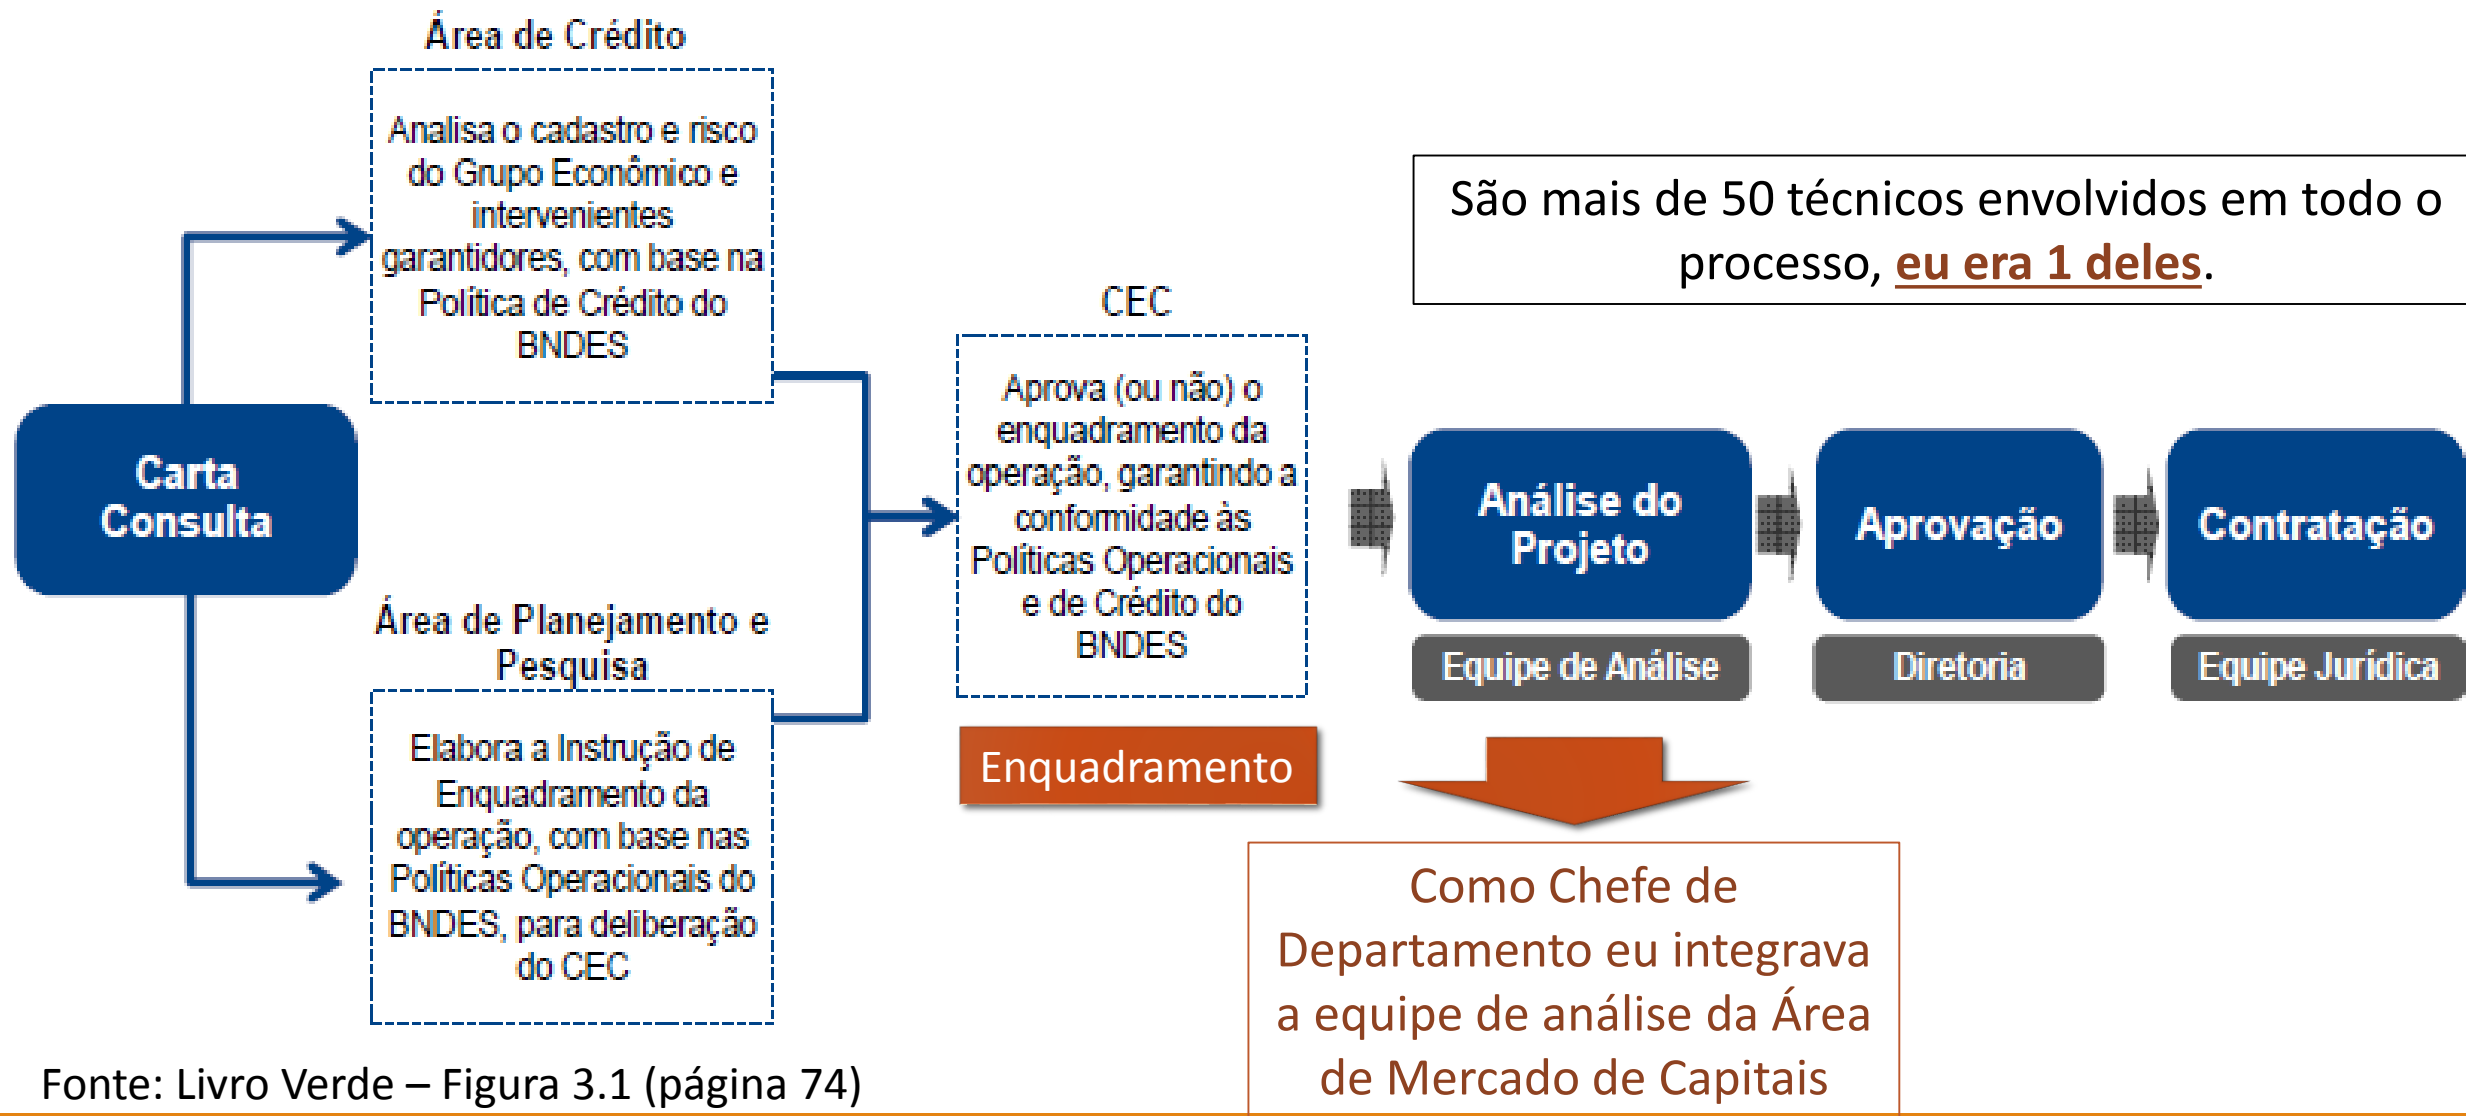 Área de Crédito
Analisa o cadastro e risco
do Grupo Econômico e
intervenientes
garantidores, com base na
Política de Crédito do
BNDES
São mais de 50 técnicos envolvidos em todo o
processo, eu era 1 deles.
Carta
Consulta
CEC
Aprova (ou não) o
enquadramento da
operação, garantindo a
conformidade às
Políticas Operacionais
e de Crédito do
BNDES
Análise do
Projeto
Aprovação
Contratação
Equipe de Análise
Diretoria
Equipe Jurídica
Área de Planejamento e
Pesquisa
Elabora a Instrução de
Enquadramento da
operação, com base nas
Políticas Operacionais do
BNDES, para deliberação
do CEC
Enquadramento
Como Chefe de
Departamento eu integrava
a equipe de análise da Área
de Mercado de Capitais
Fonte: Livro Verde – Figura 3.1 (página 74)